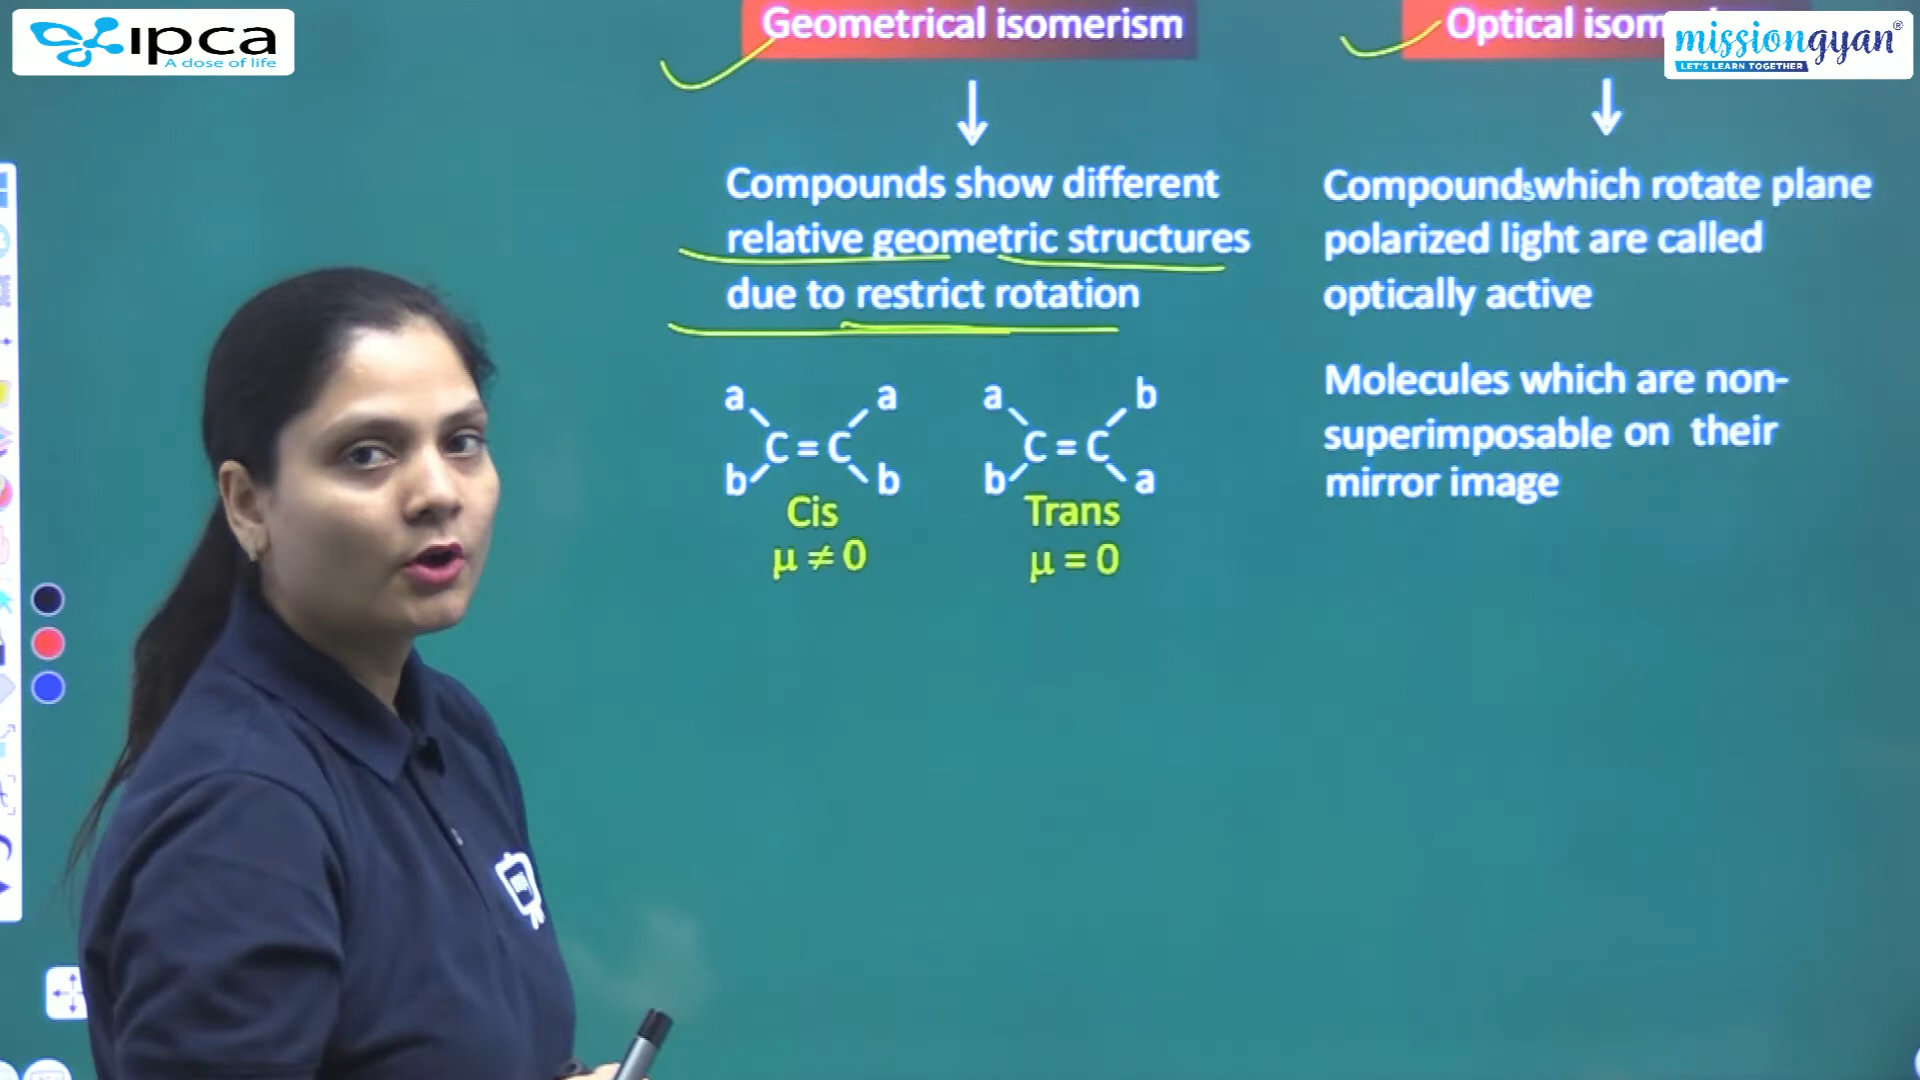 ipca
A dose of life
Geometrical isomerism
Compounds show different
relative geometric structures
due to restrict rotation
a a
C = C
b b
Cis
μ ≠ 0
a b
C = C
b a
Trans
μ = 0
Optical isom
missiongyan®
LET'S LEARN TOGETHER
Compounds which rotate plane
polarized light are called
optically active
Molecules which are non-
superimposable on their
mirror image